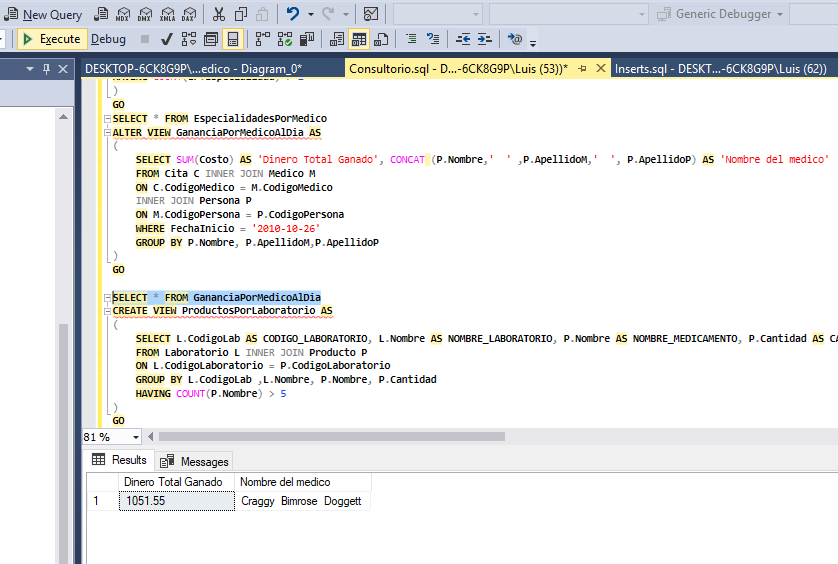 New Query MDX DMX XMLA DAX Generic Debugger
Execute Debug
DESKTOP-6CK8G9P\...edico - Diagram_0* Consultorio.sql - D...-6CK8G9P\Luis (53))* Inserts.sql - DESKT...-6CK8G9P\Luis (62))
)
GO
SELECT * FROM EspecialidadesPorMedico
ALTER VIEW GananciaPorMedicoAlDia AS
(
SELECT SUM(Costo) AS 'Dinero Total Ganado', CONCAT (P.Nombre,'  ' ,P.ApellidoM,'  ', P.ApellidoP) AS 'Nombre del medico'
FROM Cita C INNER JOIN Medico M
ON C.CodigoMedico = M.CodigoMedico
INNER JOIN Persona P
ON M.CodigoPersona = P.CodigoPersona
WHERE FechaInicio = '2010-10-26'
GROUP BY P.Nombre, P.ApellidoM,P.ApellidoP
)
GO
SELECT * FROM GananciaPorMedicoAlDia
CREATE VIEW ProductosPorLaboratorio AS
(
SELECT L.CodigoLab AS CODIGO_LABORATORIO, L.Nombre AS NOMBRE_LABORATORIO, P.Nombre AS NOMBRE_MEDICAMENTO, P.Cantidad AS CA
FROM Laboratorio L INNER JOIN Producto P
ON L.CodigoLaboratorio = P.CodigoLaboratorio
GROUP BY L.CodigoLab ,L.Nombre, P.Nombre, P.Cantidad
HAVING COUNT(P.Nombre) > 5
)
GO
81 %
Results Messages
Dinero Total Ganado Nombre del medico
1 1051.55 Craggy Bimrose Doggett